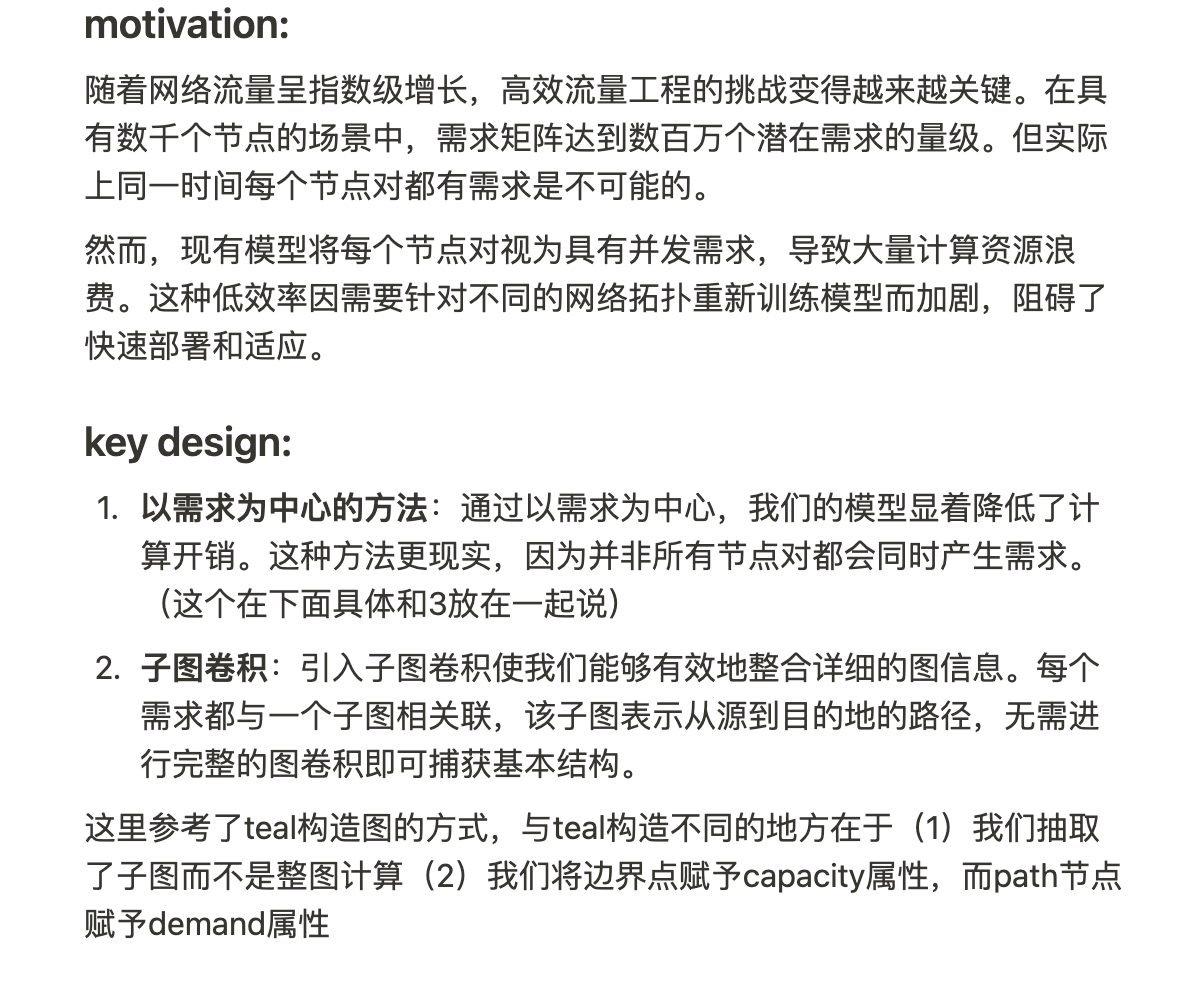 motivation:
随着网络流量呈指数级增长，高效流量工程的挑战变得越来越关键。在具
有数千个节点的场景中，需求矩阵达到数百万个潜在需求的量级。但实际
上同一时间每个节点对都有需求是不可能的。
然而，现有模型将每个节点对视为具有并发需求，导致大量计算资源浪
费。这种低效率因需要针对不同的网络拓扑重新训练模型而加剧，阻碍了
快速部署和适应。
key design:
1. 以需求为中心的方法：通过以需求为中心，我们的模型显着降低了计
算开销。这种方法更现实，因为并非所有节点对都会同时产生需求。
（这个在下面具体和3放在一起说）
2. 子图卷积：引入子图卷积使我们能够有效地整合详细的图信息。每个
需求都与一个子图相关联，该子图表示从源到目的地的路径，无需进
行完整的图卷积即可捕获基本结构。
这里参考了teal构造图的方式，与teal构造不同的地方在于（1）我们抽取
了子图而不是整图计算（2）我们将边界点赋予capacity属性，而path节点
赋予demand属性